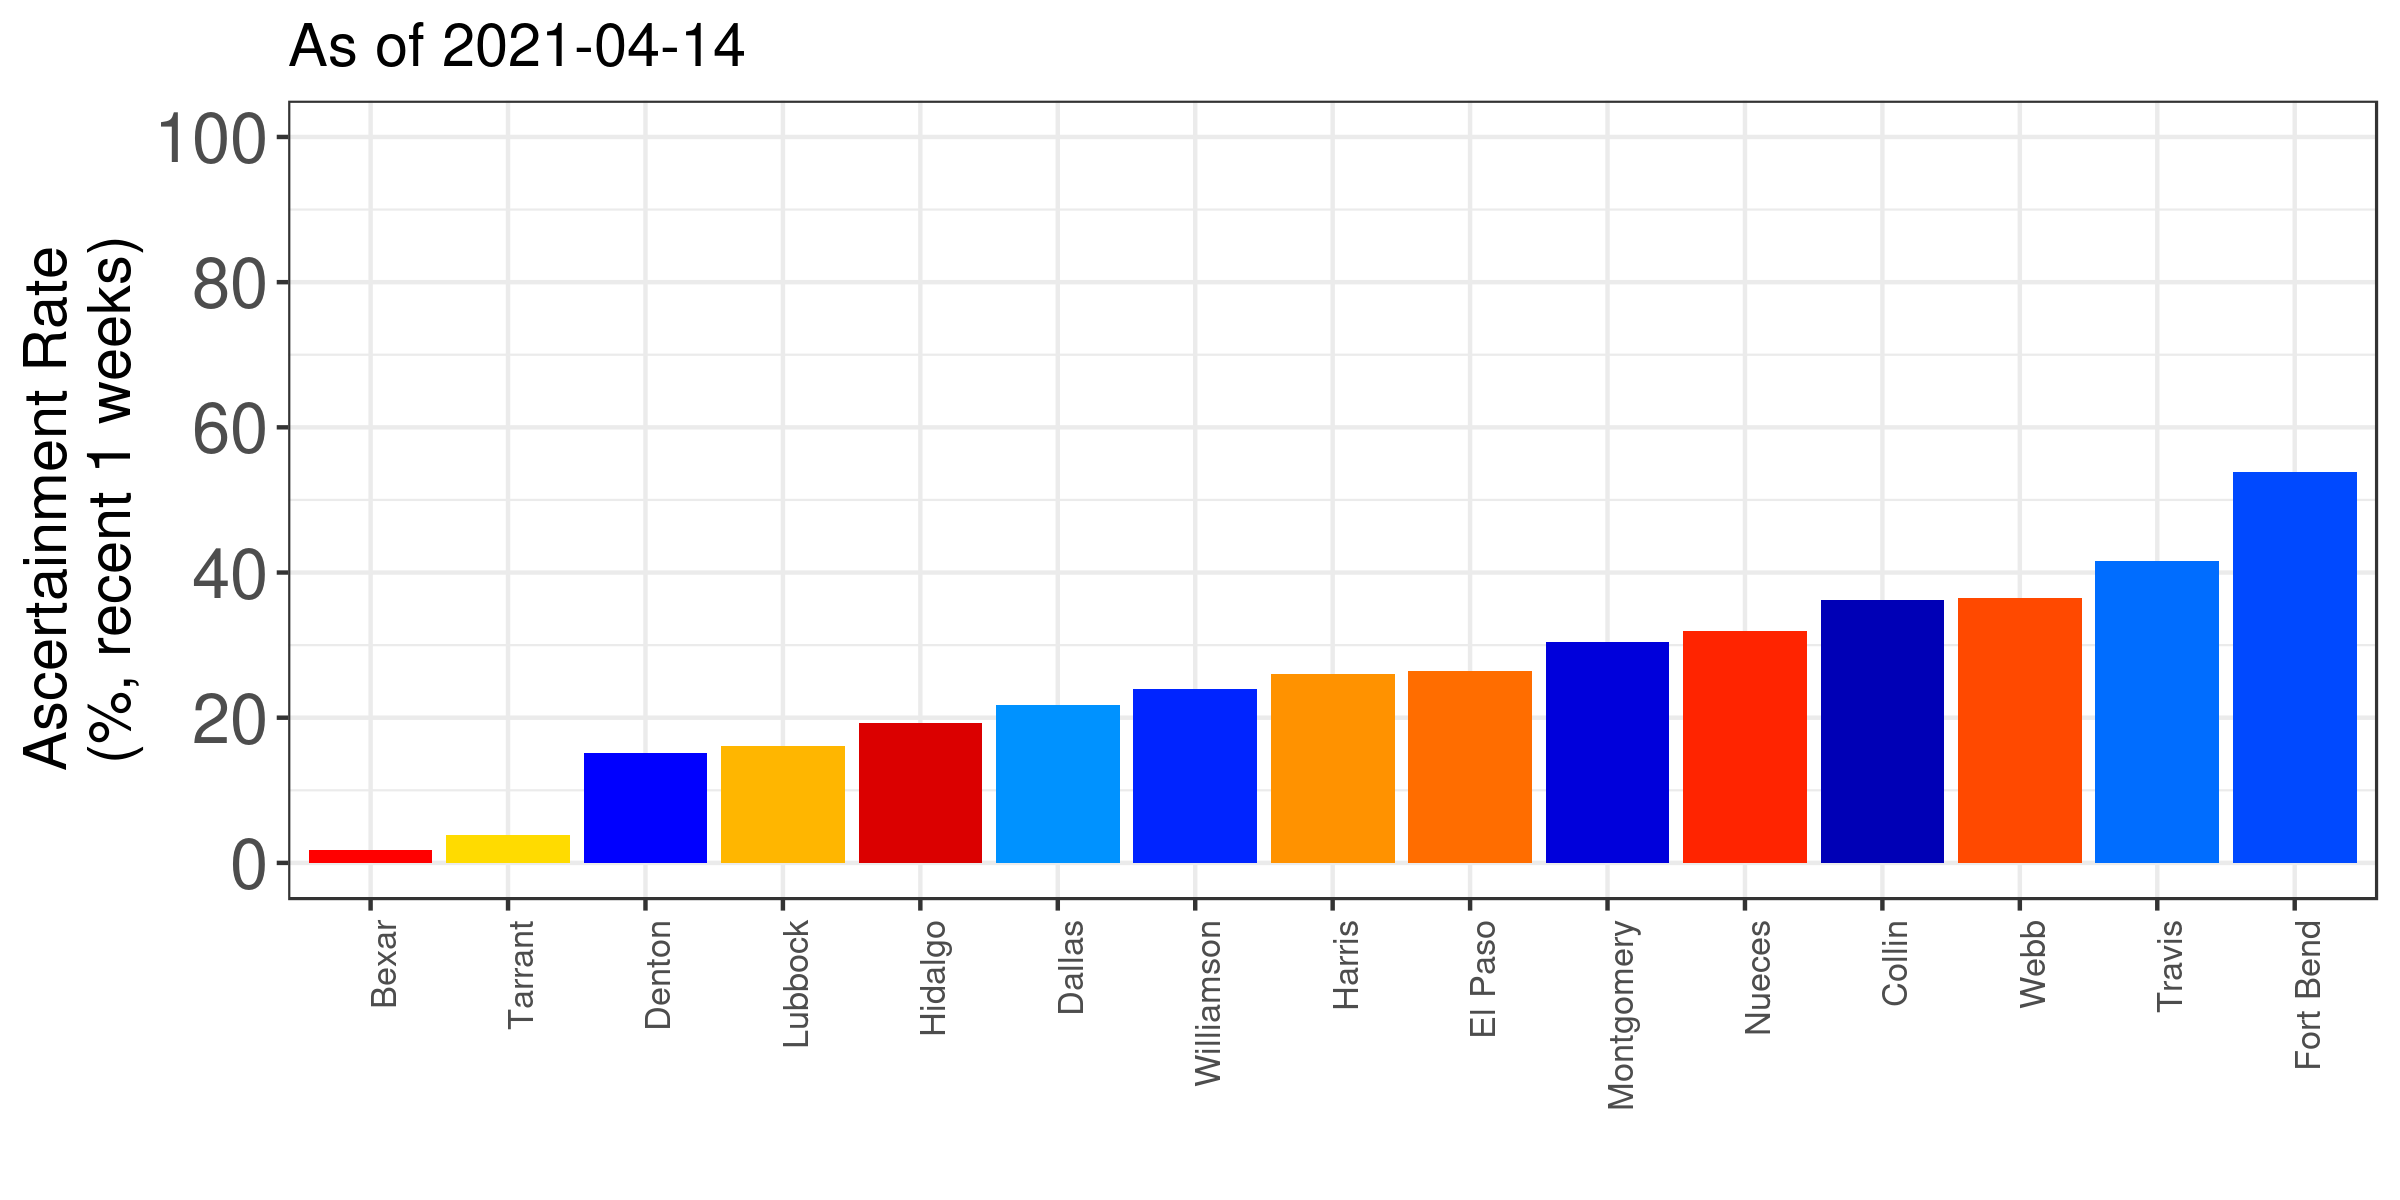 As of 2021-04-14
Ascertainment Rate
(%, recent 1 weeks)
100
80
60
40
20
0
Bexar
Tarrant
Denton
Lubbock
Hidalgo
Dallas
Williamson
Harris
El Paso
Montgomery
Nueces
Collin
Webb
Travis
Fort Bend